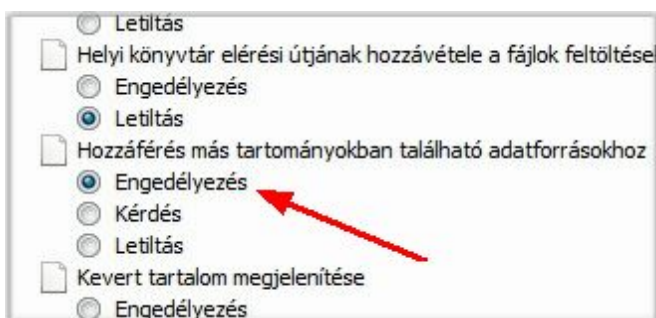 Letiltás
Helyi könyvtár elérési útjának hozzávétele a fájlok feltöltése
Engedélyezés
Letiltás
Hozzáférés más tartományokban található adatforrásokhoz
Engedélyezés
Kérdés
Letiltás
Kevert tartalom megjelenítése
Engedélyezés